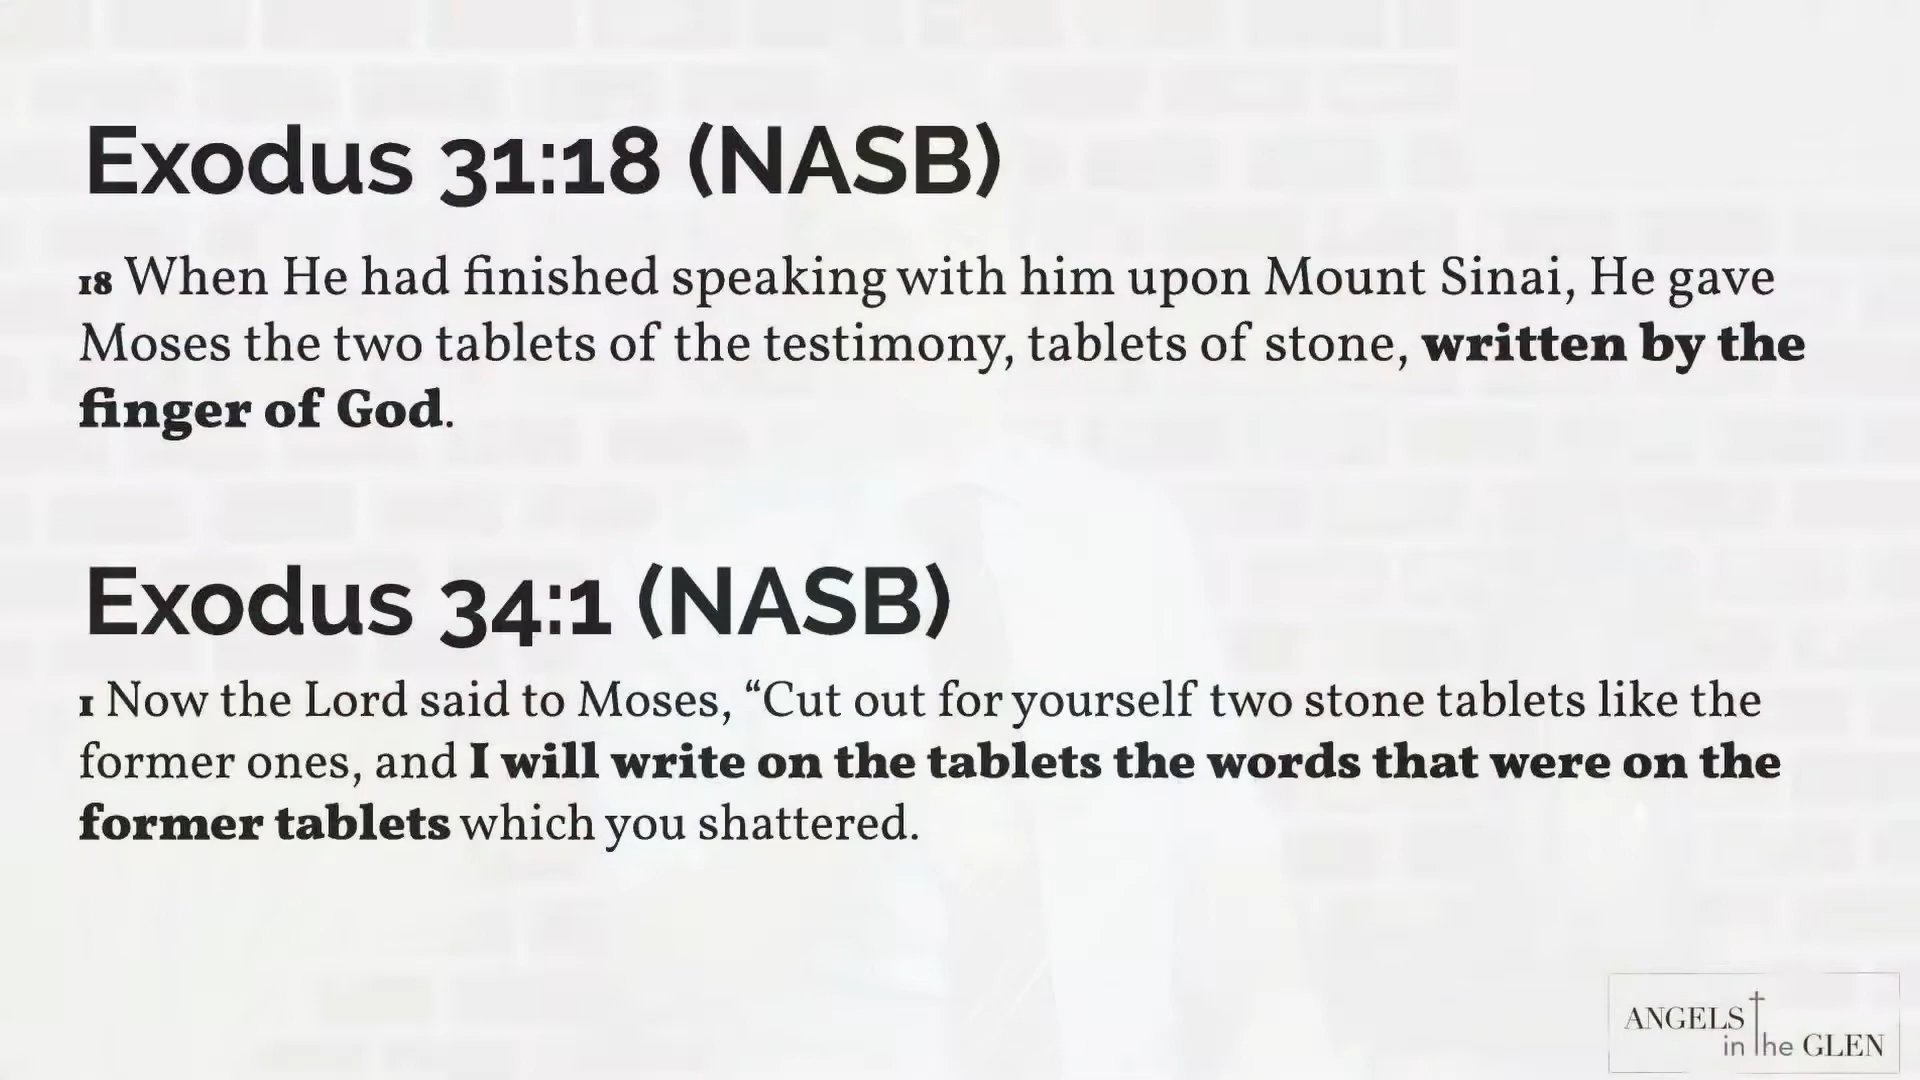 Exodus 31:18 (NASB)
18 When He had finished speaking with him upon Mount Sinai, He gave
Moses the two tablets of the testimony, tablets of stone, written by the
finger of God.
Exodus 34:1 (NASB)
1 Now the Lord said to Moses, “Cut out for yourself two stone tablets like the
former ones, and I will write on the tablets the words that were on the
former tablets which you shattered.
ANGELS
in the GLEN